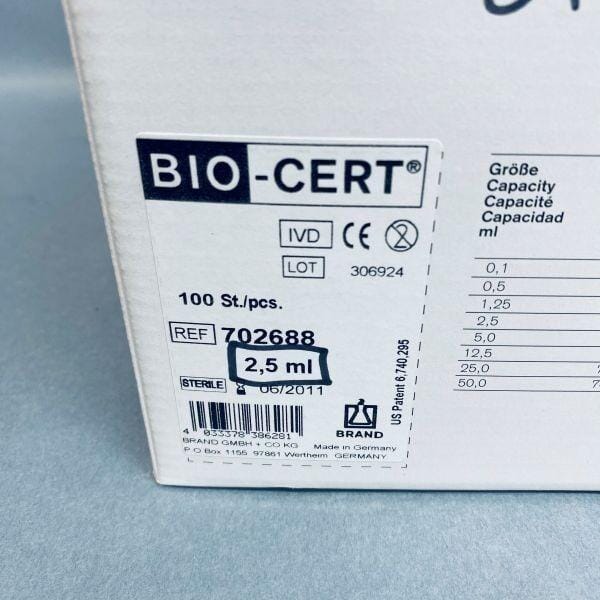 BIO-CERT®
IVD CE 2
LOT 306924
100 St./pcs.
REF 702688
2,5 ml
STERILE 06/2011
4 033378 386281
BRAND
BRAND GMBH + CO KG Made in Germany
P.O.Box 1155 97861 Wertheim GERMANY
US Patent 6,740,295
Größe
Capacity
Capacité
Capacidad
ml
0,1
0,5
1,25
2,5
5,0
12,5
25,0
50,0